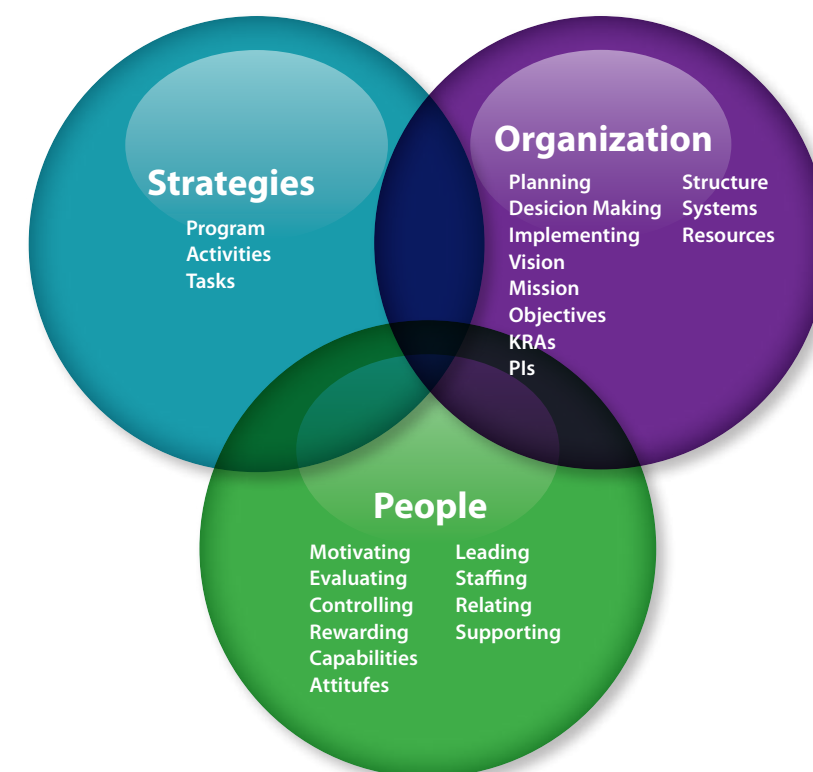 Strategies
Program
Activities
Tasks
Organization
Planning
Desicion Making
Implementing
Vision
Mission
Objectives
KRAs
PIs
Structure
Systems
Resources
People
Motivating
Evaluating
Controlling
Rewarding
Capabilities
Attitufes
Leading
Staffing
Relating
Supporting